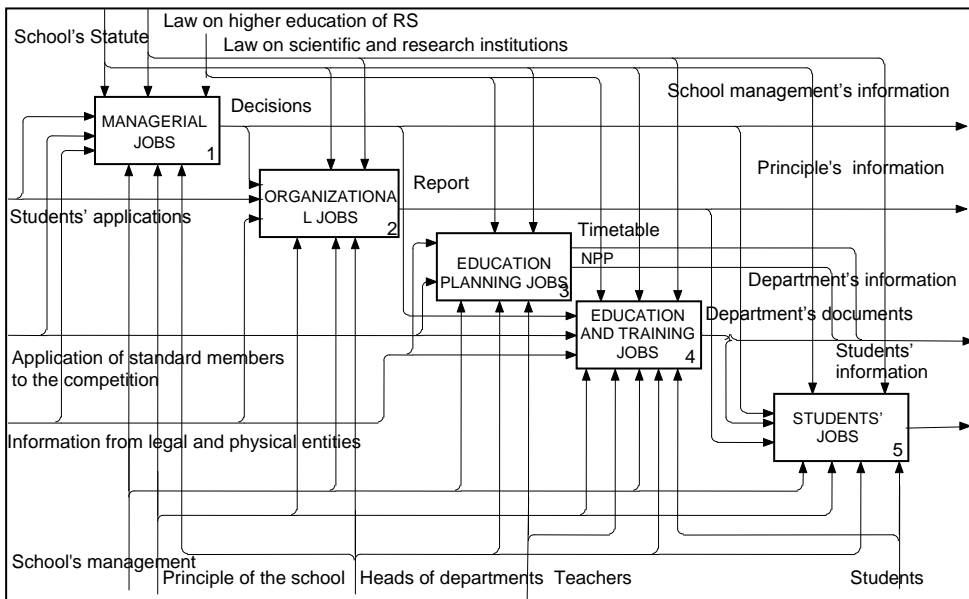 Law on higher education of RS
School's Statute
Law on scientific and research institutions
School management's information
Decisions
MANAGERIAL
JOBS
1
Principle's information
Report
ORGANIZATIONA
L JOBS
2
Students' applications
Timetable
NPP
EDUCATION
PLANNING JOBS
3
Department's information
Department's documents
EDUCATION
AND TRAINING
JOBS
4
Application of standard members
to the competition
Students'
information
STUDENTS'
JOBS
5
Information from legal and physical entities
School's management
Principle of the school
Heads of departments
Teachers
Students